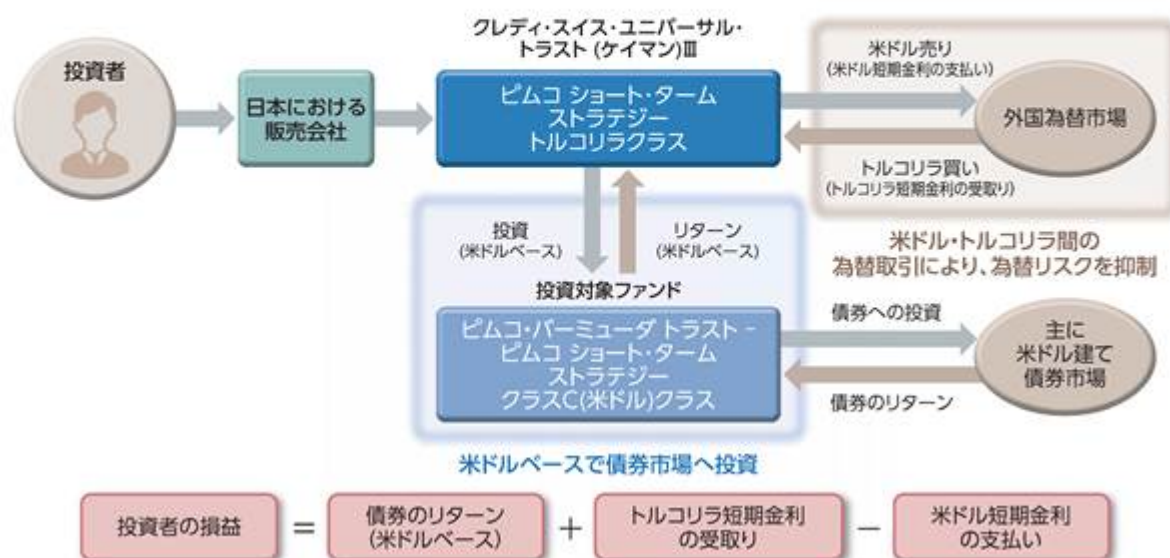 クレディ・スイス・ユニバーサル・
トラスト(ケイマン)Ⅲ
投資者
日本における
販売会社
ピムコ ショート・ターム
ストラテジー
トルコリラクラス
米ドル売り
(米ドル短期金利の支払い)
外国為替市場
トルコリラ買い
(トルコリラ短期金利の受取り)
米ドル・トルコリラ間の
為替取引により、為替リスクを抑制
投資
(米ドルベース)
リターン
(米ドルベース)
投資対象ファンド
ピムコ・バーミューダ トラスト -
ピムコ ショート・ターム
ストラテジー
クラスC(米ドル)クラス
債券への投資
主に
米ドル建て
債券市場
債券のリターン
米ドルベースで債券市場へ投資
投資者の損益
=
債券のリターン
(米ドルベース)
+
トルコリラ短期金利
の受取り
−
米ドル短期金利
の支払い